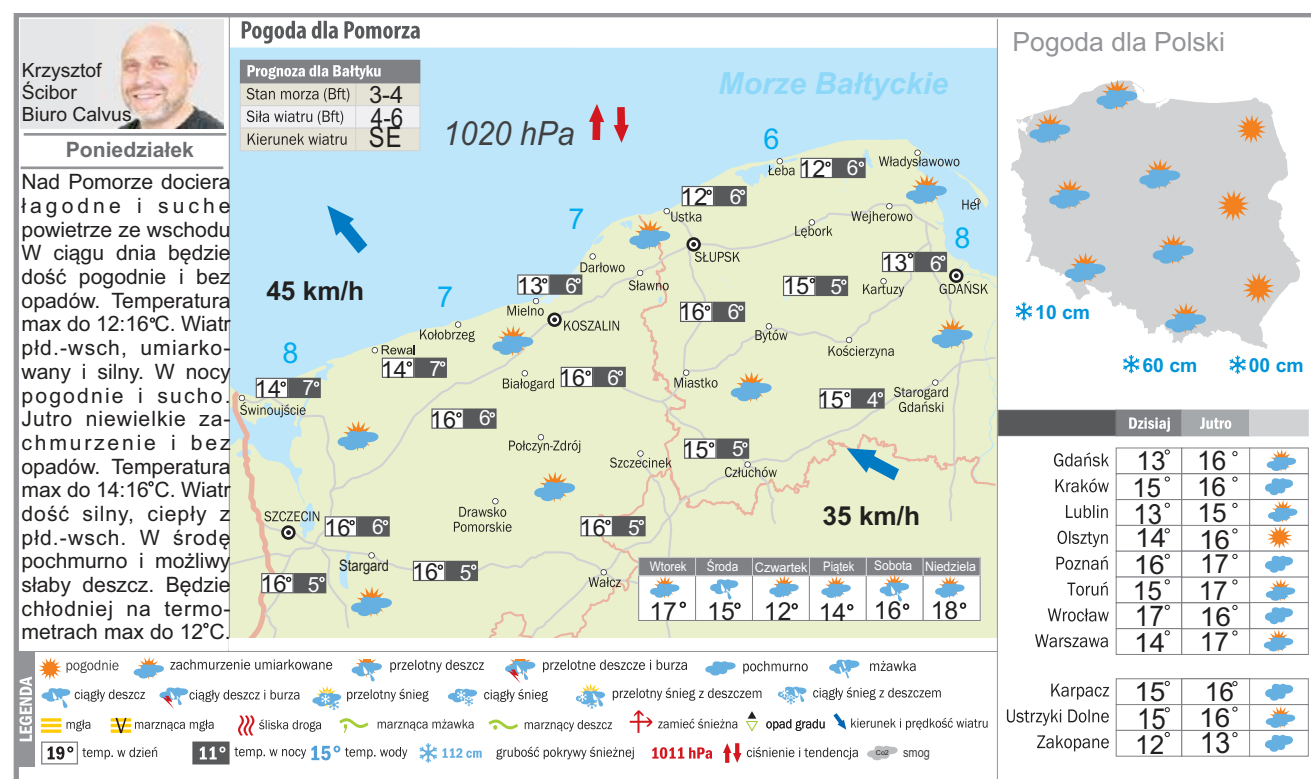 Krzysztof
Ścibor
Biuro Calvus
Poniedziałek
Nad Pomorze dociera
łagodne i suche
powietrze ze wschodu
W ciągu dnia będzie
dość pogodnie i bez
opadów. Temperatura
max do 12:16°C. Wiatr
płd.-wsch, umiarko-
wany i silny. W nocy
pogodnie i sucho.
Jutro niewielkie za-
chmurzenie i bez
opadów. Temperatura
max do 14:16°C. Wiatr
dość silny, ciepły z
płd.-wsch. W środę
pochmurno i możliwy
słaby deszcz. Będzie
chłodniej na termo-
metrach max do 12°C.
Pogoda dla Pomorza
Prognoza dla Bałtyku
Stan morza (Bft) 3-4
Siła wiatru (Bft) 4-6
Kierunek wiatru SE
1020 hPa
Morze Bałtyckie
6
Łeba 12° 6°
Władysławowo
12° 6°
Ustka
Hel
Wejherowo
Lębork
7
8
SŁUPSK
13° 6°
GDAŃSK
Darłowo
Sławno
45 km/h
13° 6°
Mielno
15° 5°
Kartuzy
7
KOSZALIN
16° 6°
Kołobrzeg
Bytów
Kościerzyna
8
Rewal
14° 7°
Białogard
16° 6°
Miastko
14° 7°
Świnoujście
15° 4°
Starogard
Gdański
16° 6°
Połczyn-Zdrój
15° 5°
Szczecinek
Człuchów
Drawsko
Pomorskie
35 km/h
SZCZECIN
16° 6°
16° 5°
Stargard
16° 5°
16° 5°
Wałcz
Wtorek Środa Czwartek Piątek Sobota Niedziela
17° 15° 12° 14° 16° 18°
Pogoda dla Polski
10 cm
60 cm
00 cm
Dzisiaj Jutro
Gdańsk 13° 16°
Kraków 15° 16°
Lublin 13° 15°
Olsztyn 14° 16°
Poznań 16° 17°
Toruń 15° 17°
Wrocław 17° 16°
Warszawa 14° 17°
Karpacz 15° 16°
Ustrzyki Dolne 15° 16°
Zakopane 12° 13°
LEGENDA
pogodnie zachmurzenie umiarkowane przelotny deszcz przelotne deszcze i burza pochmurno mżawka
ciągły deszcz ciągły deszcz i burza przelotny śnieg ciągły śnieg przelotny śnieg z deszczem ciągły śnieg z deszczem
mgła marznąca mgła śliska droga marznąca mżawka marznący deszcz zamieć śnieżna opad gradu kierunek i prędkość wiatru
19° temp. w dzień 11° temp. w nocy 15° temp. wody 112 cm grubość pokrywy śnieżnej 1011 hPa ciśnienie i tendencja Co2 smog